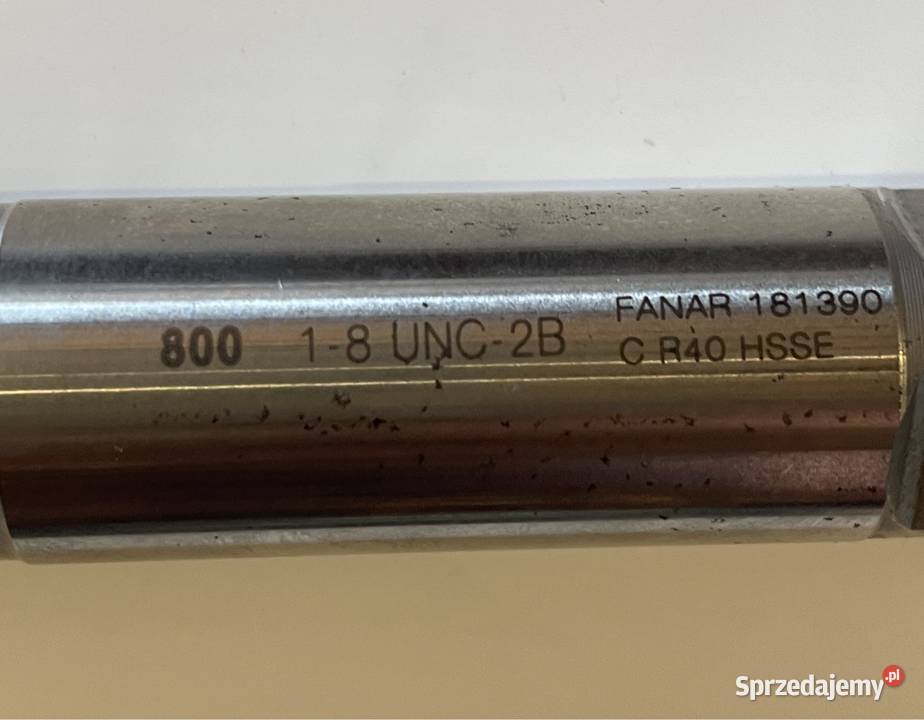 800 1-8 UNC-2B
FANAR 181390
C R40 HSSE
Sprzedajemy.pl